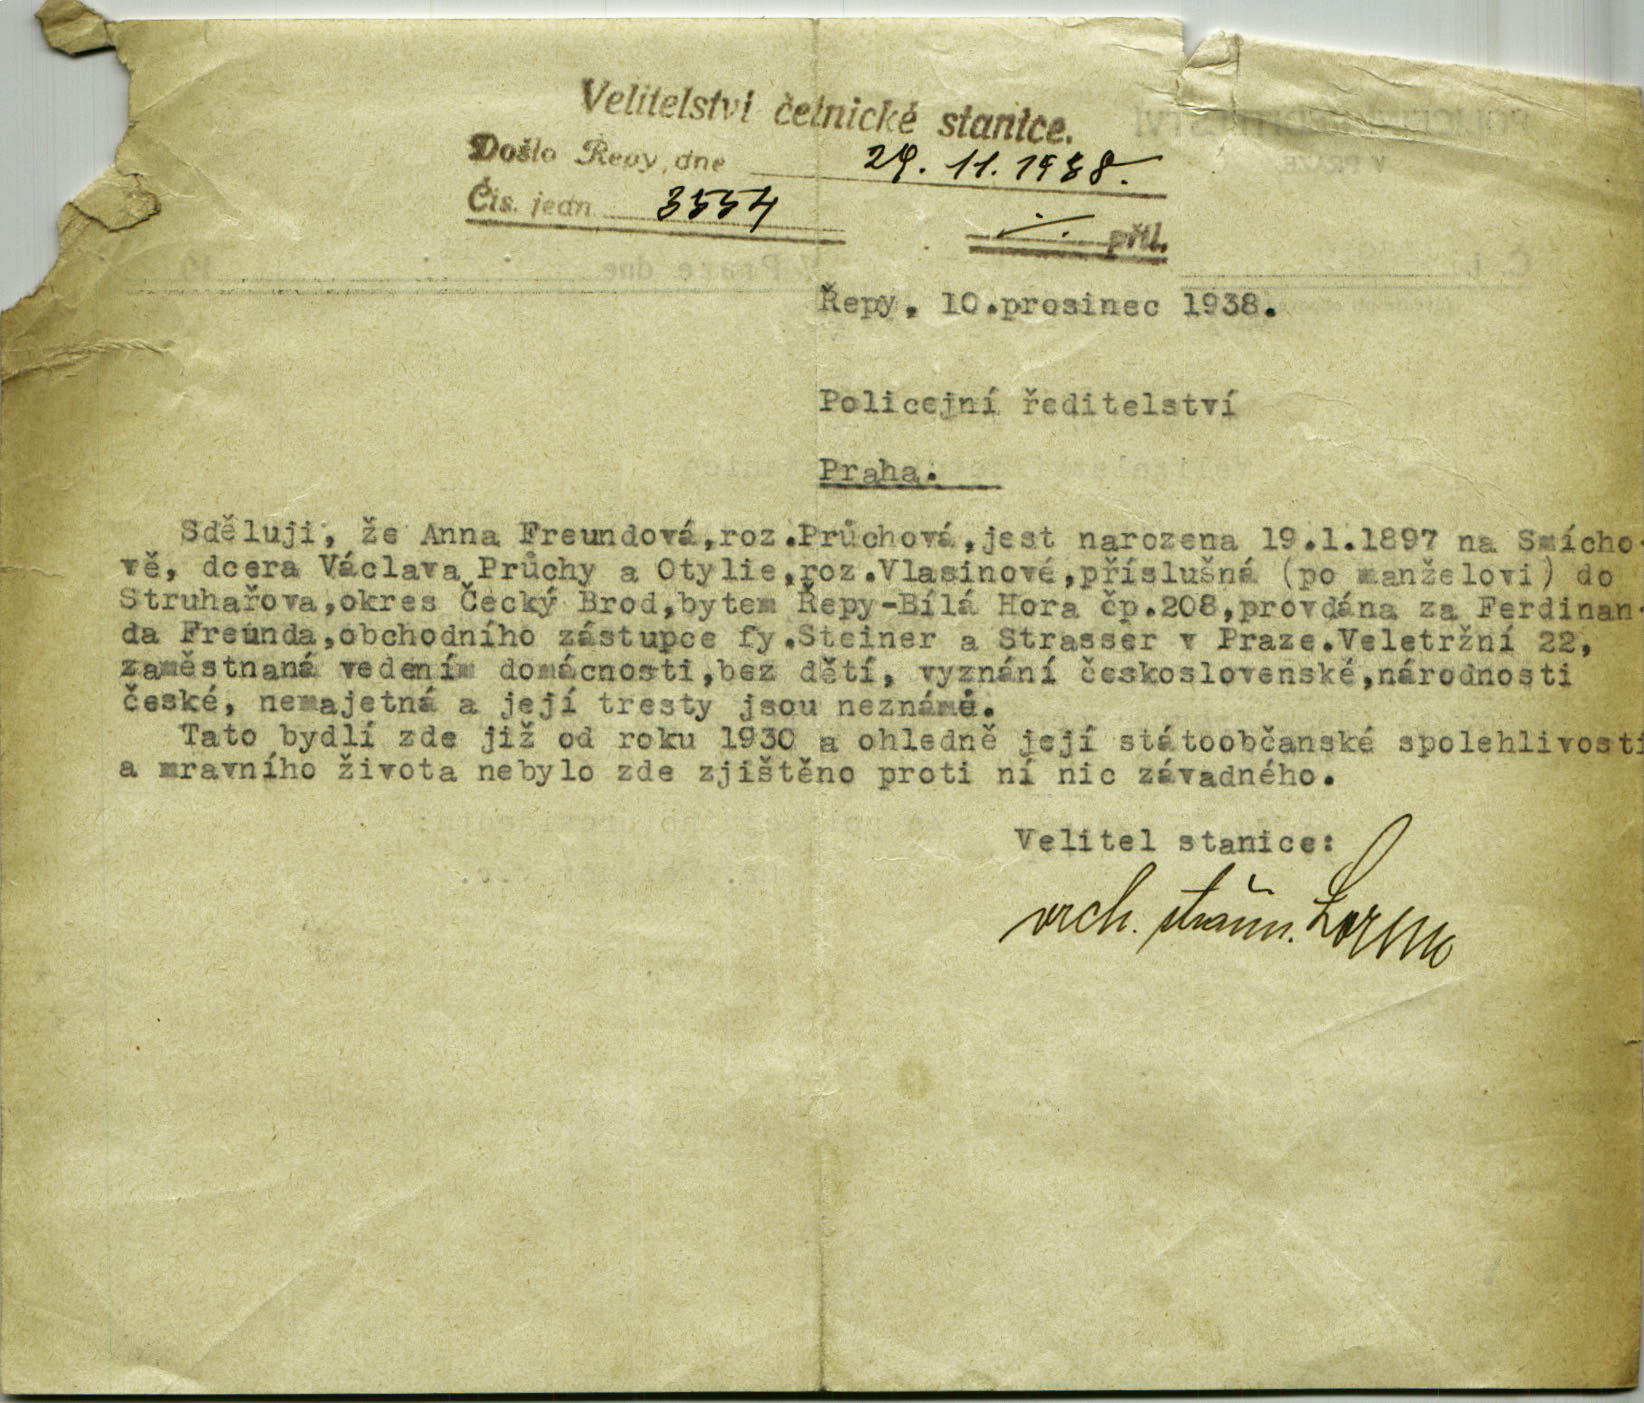 Velitelství četnické stanice.
Došlo Řepy, dne 29. 11. 1938.
Čís. jedn. 3554
příl.
Řepy, 10.prosinec 1938.
Policejní ředitelství
Praha.
Sděluji, že Anna Freundová,roz.Průchová,jest narozena 19.1.1897 na Smícho-
vě, dcera Václava Průchy a Otylie,roz.Vlasinové,příslušná (po manželovi) do
Struhařova,okres Čecký Brod,bytem Řepy-Bílá Hora čp.208,provdána za Ferdinan-
da Freunda,obchodního zástupce fy.Steiner a Strasser v Praze.Veletržní 22,
zaměstnaná vedením domácnosti,bez dětí, vyznání československé,národnosti
české, nemajetná a její tresty jsou neznámé.
Tato bydlí zde již od roku 1930 a ohledně její státoobčanské spolehlivosti
a mravního života nebylo zde zjištěno proti ní nic závadného.
Velitel stanice:
vrch. strážm.